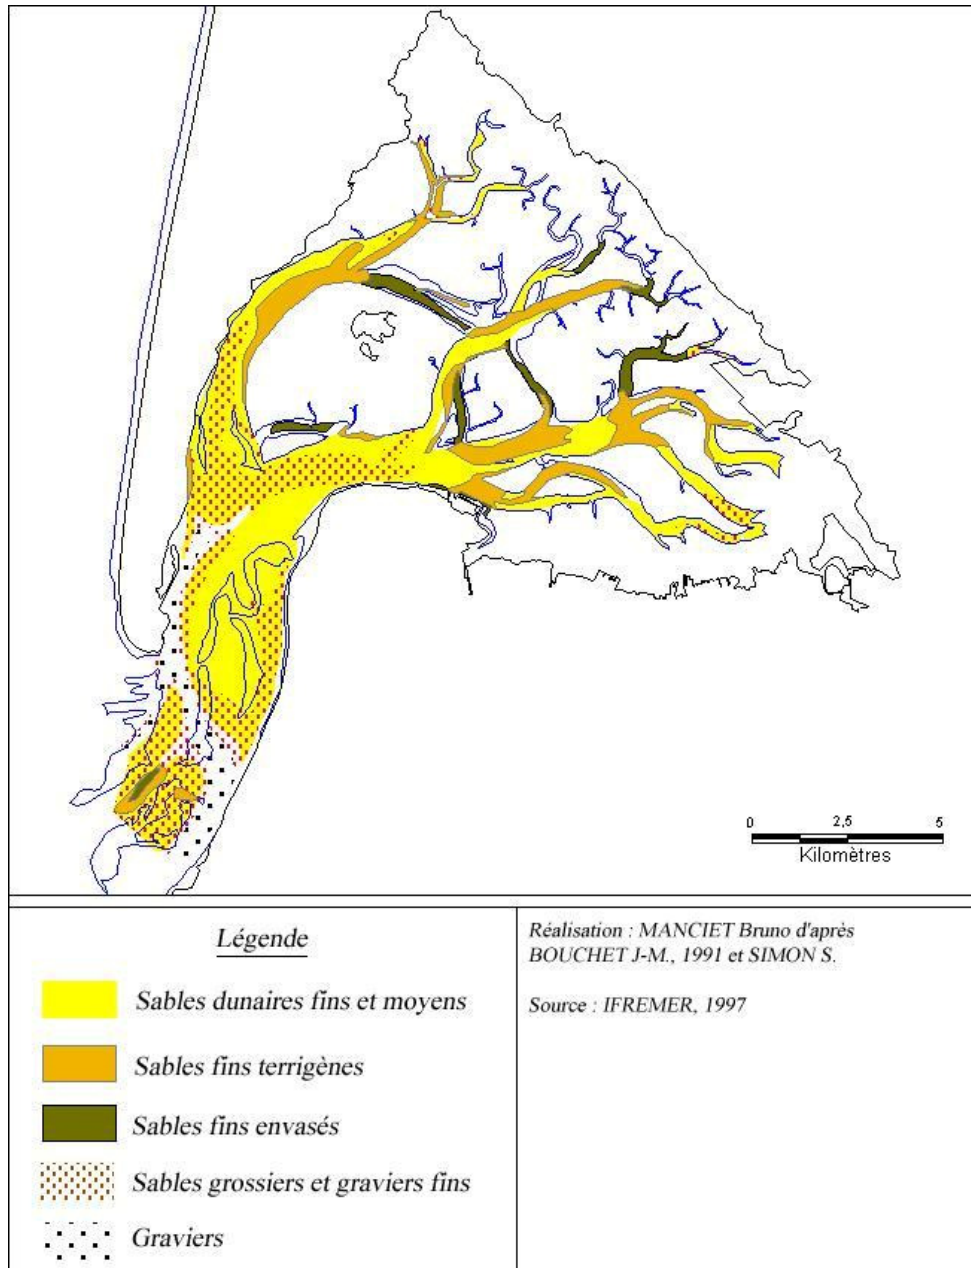 0 2,5 5
Kilomètres
Légende
Sables dunaires fins et moyens
Sables fins terrigènes
Sables fins envasés
Sables grossiers et graviers fins
Graviers
Réalisation : MANCIET Bruno d'après
BOUCHET J-M., 1991 et SIMON S.
Source : IFREMER, 1997